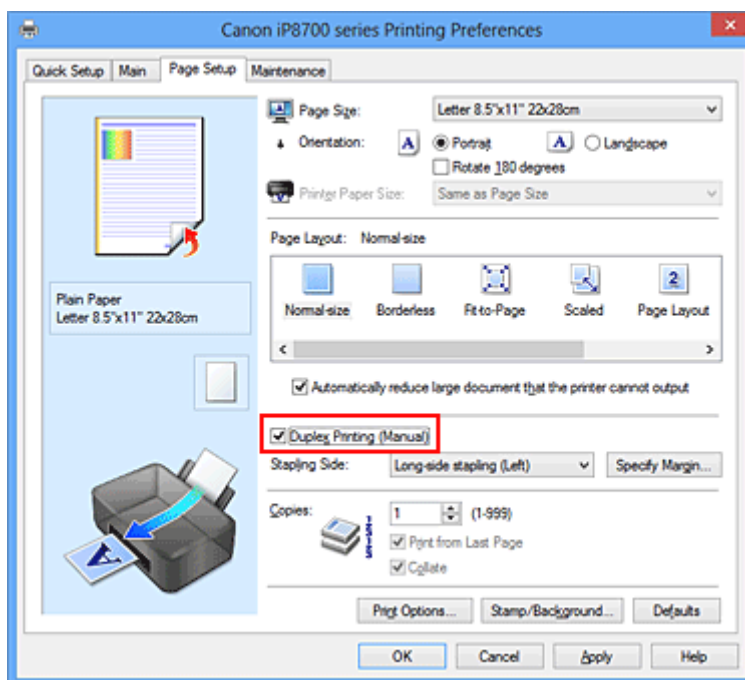 Canon iP8700 series Printing Preferences
Quick Setup Main Page Setup Maintenance
Page Size: Letter 8.5"x11" 22x28cm
Orientation: A Portrait A Landscape
Rotate 180 degrees
Printer Paper Size: Same as Page Size
Page Layout: Normal-size
2
Normal-size Borderless Fit-to-Page Scaled Page Layout
Plain Paper
Letter 8.5"x11" 22x28cm
Automatically reduce large document that the printer cannot output
Duplex Printing (Manual)
Stapling Side: Long-side stapling (Left) Specify Margin...
Copies: 1 (1-999)
Print from Last Page
Collate
A
Print Options... Stamp/Background... Defaults
OK Cancel Apply Help